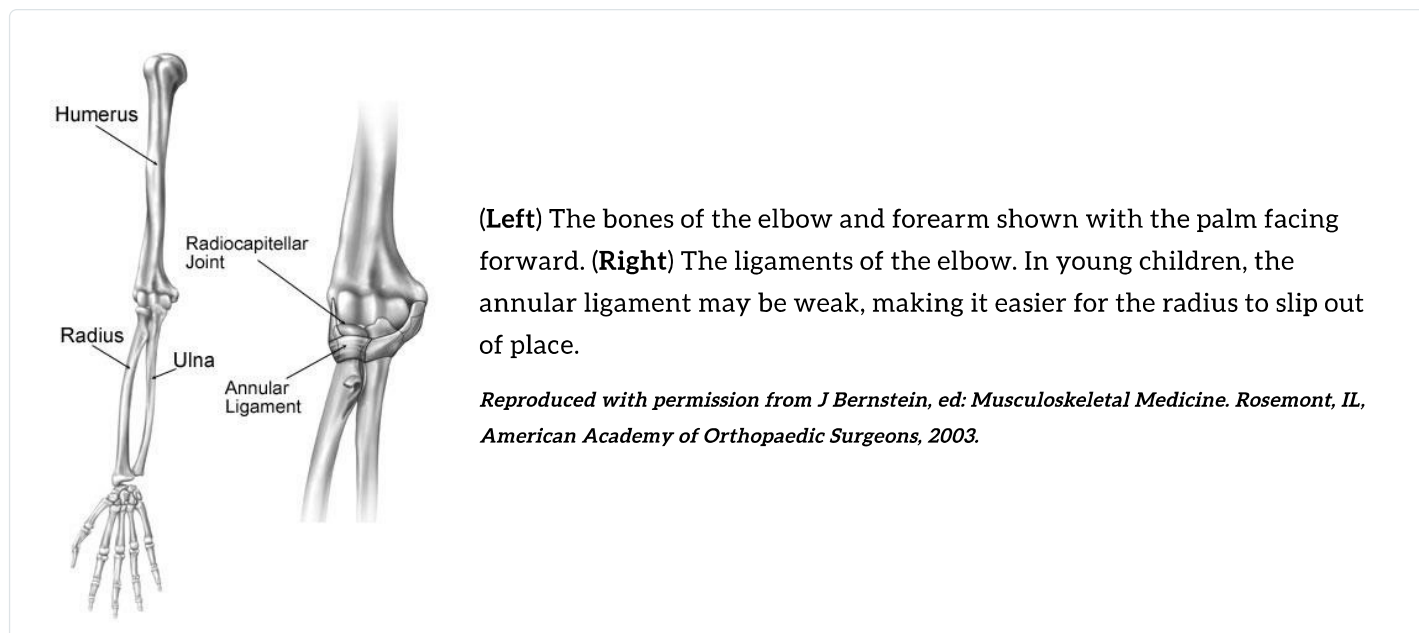 Humerus
Radiocapitellar
Joint
Radius
Ulna
Annular
Ligament
(Left) The bones of the elbow and forearm shown with the palm facing
forward. (Right) The ligaments of the elbow. In young children, the
annular ligament may be weak, making it easier for the radius to slip out
of place.
Reproduced with permission from J Bernstein, ed: Musculoskeletal Medicine. Rosemont, IL,
American Academy of Orthopaedic Surgeons, 2003.